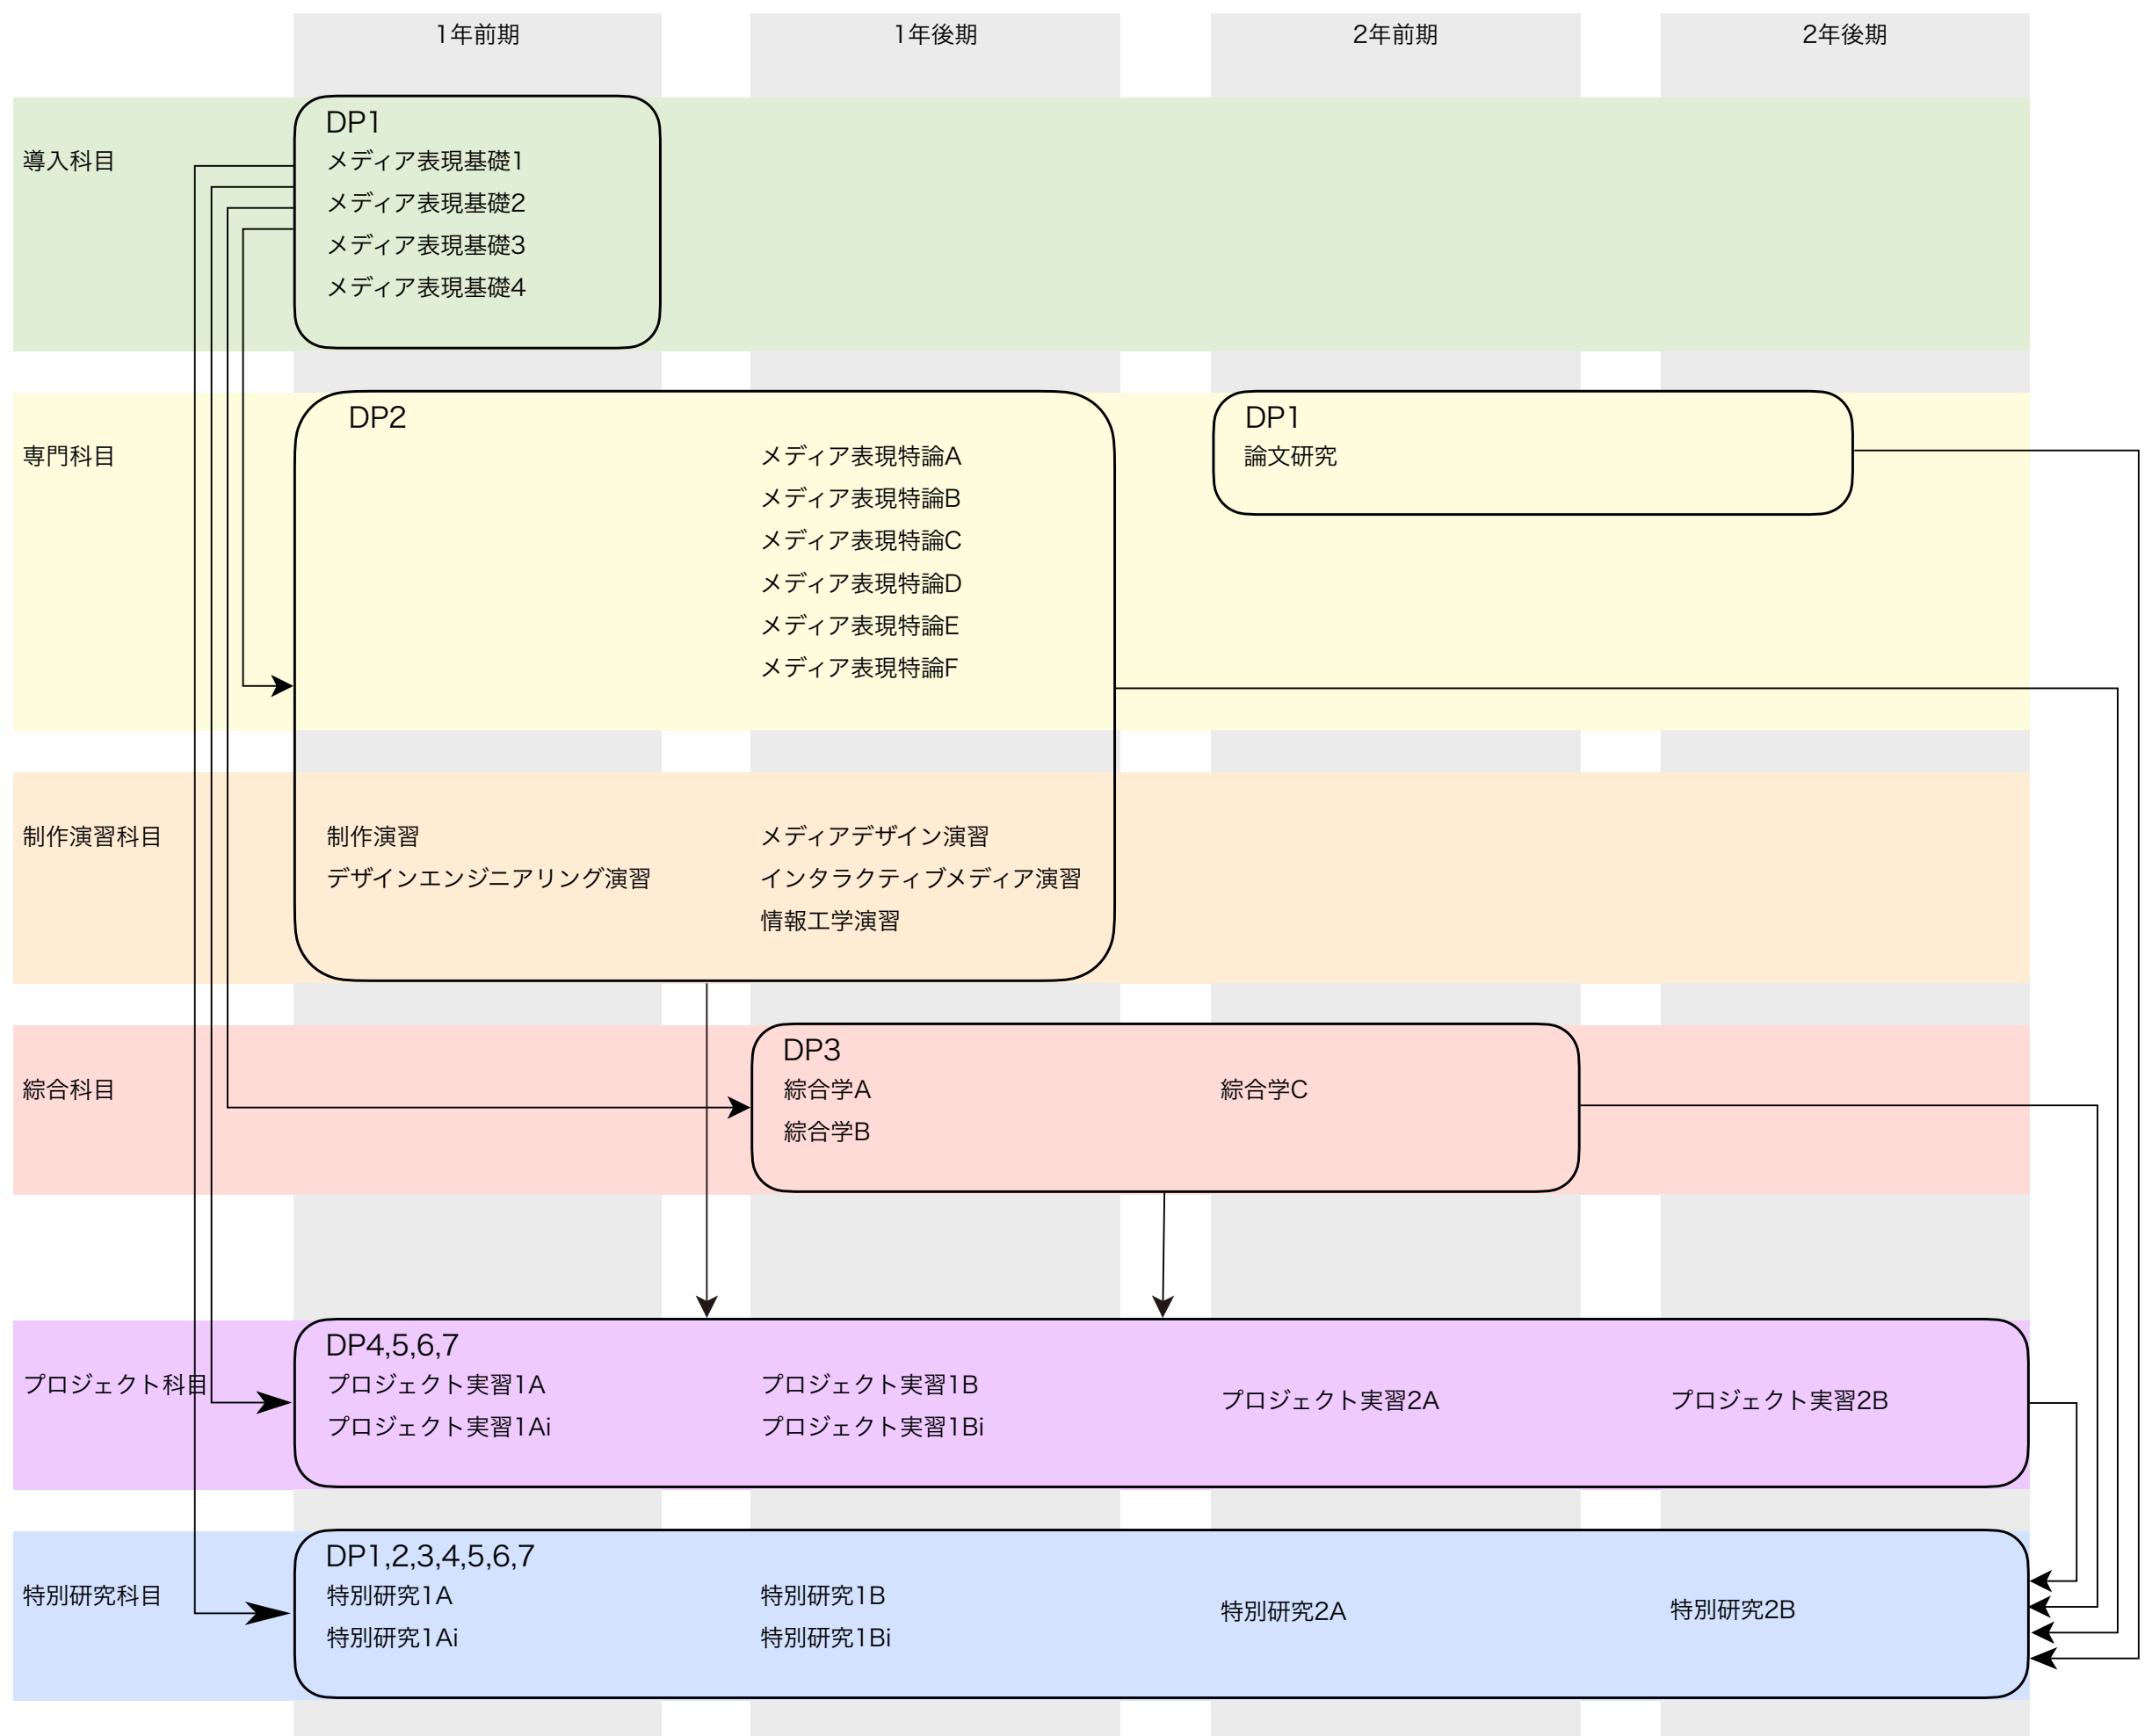 1年前期
1年後期
2年前期
2年後期
導入科目
DP1
メディア表現基礎1
メディア表現基礎2
メディア表現基礎3
メディア表現基礎4
専門科目
DP2
メディア表現特論A
メディア表現特論B
メディア表現特論C
メディア表現特論D
メディア表現特論E
メディア表現特論F
DP1
論文研究
制作演習科目
制作演習
デザインエンジニアリング演習
メディアデザイン演習
インタラクティブメディア演習
情報工学演習
綜合科目
DP3
綜合学A
綜合学B
綜合学C
プロジェクト科目
DP4,5,6,7
プロジェクト実習1A
プロジェクト実習1Ai
プロジェクト実習1B
プロジェクト実習1Bi
プロジェクト実習2A
プロジェクト実習2B
特別研究科目
DP1,2,3,4,5,6,7
特別研究1A
特別研究1Ai
特別研究1B
特別研究1Bi
特別研究2A
特別研究2B